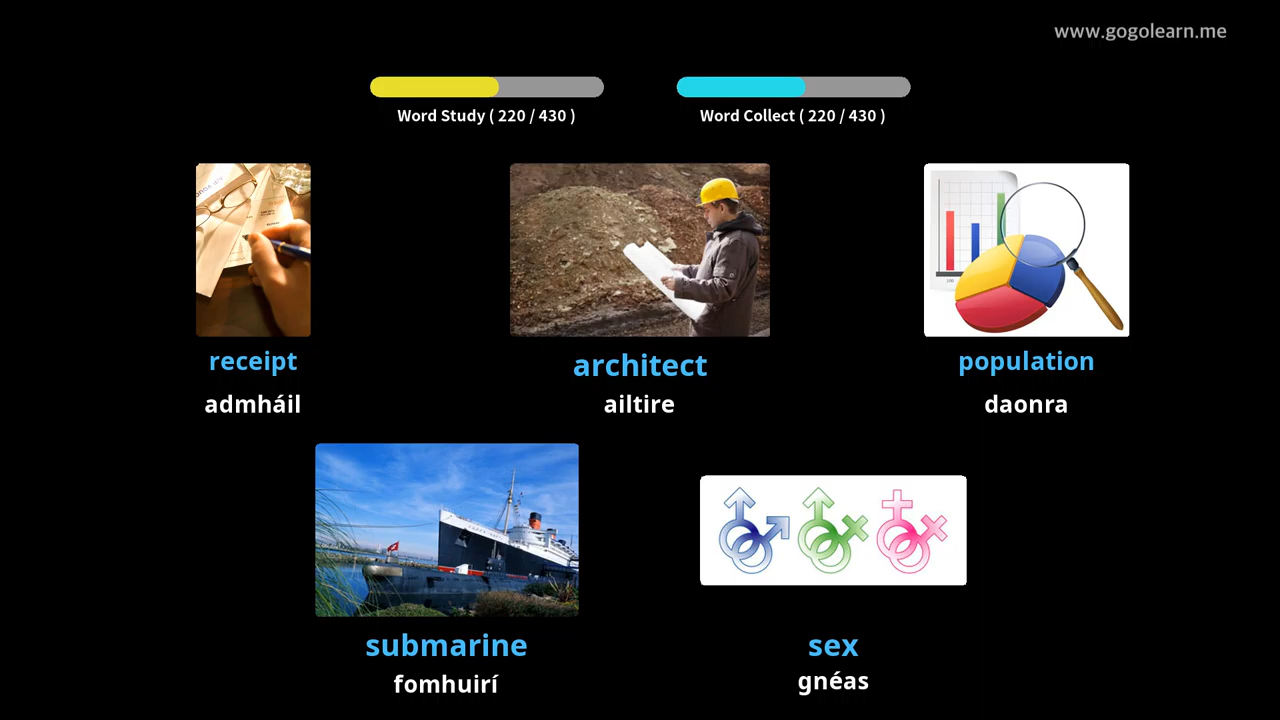 www.gogolearn.me
Word Study ( 220 / 430 )
Word Collect ( 220 / 430 )
receipt
architect
population
admháil
ailtire
daonra
submarine
sex
fomhuirí
gnéas